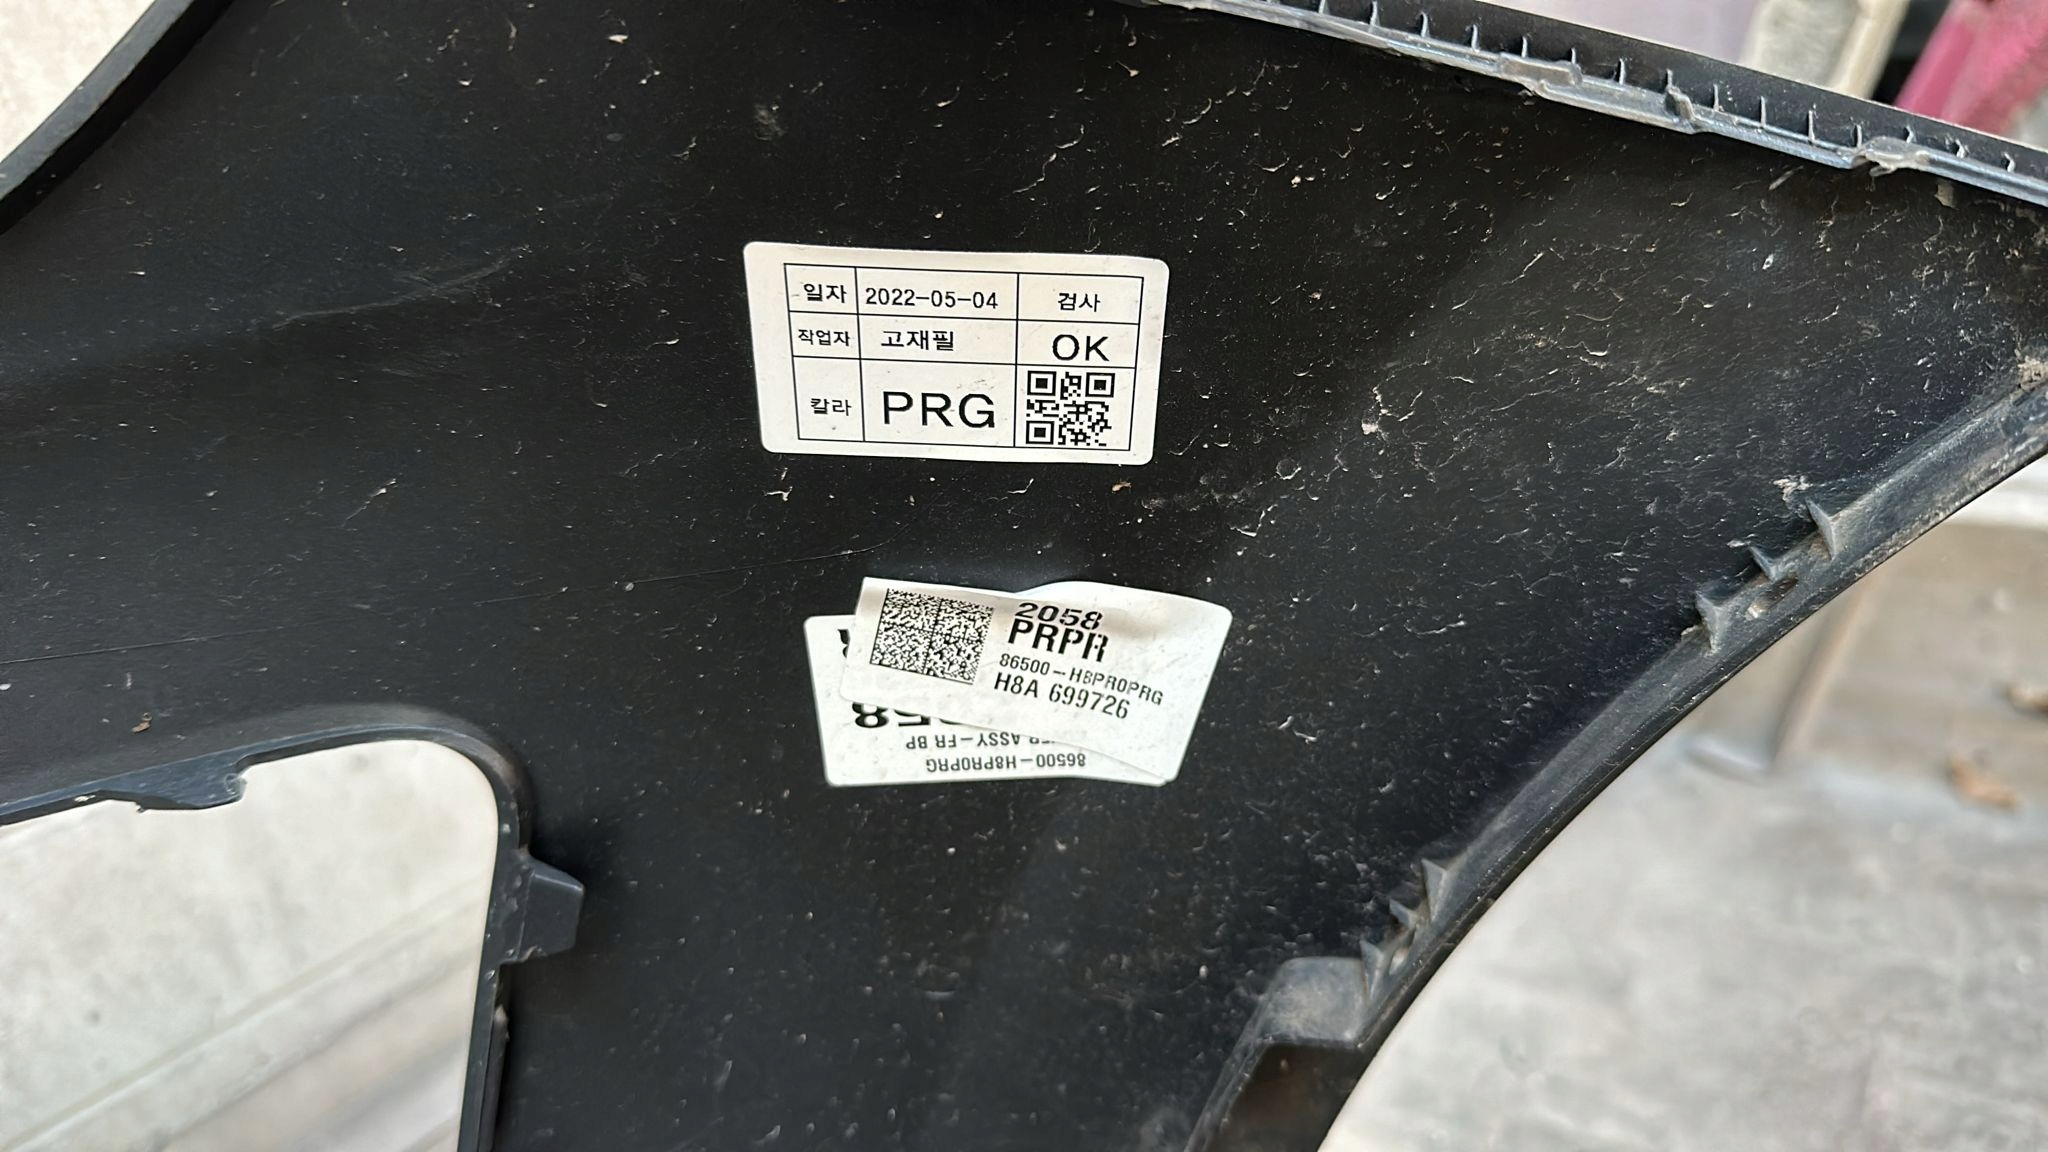 일자 2022-05-04 검사
작업자 고재필 OK
칼라 PRG
2058
PRPR
86500-H8PR0PRG
H8A 699726
ASSY-FR BP
86500-H8PR0PRG